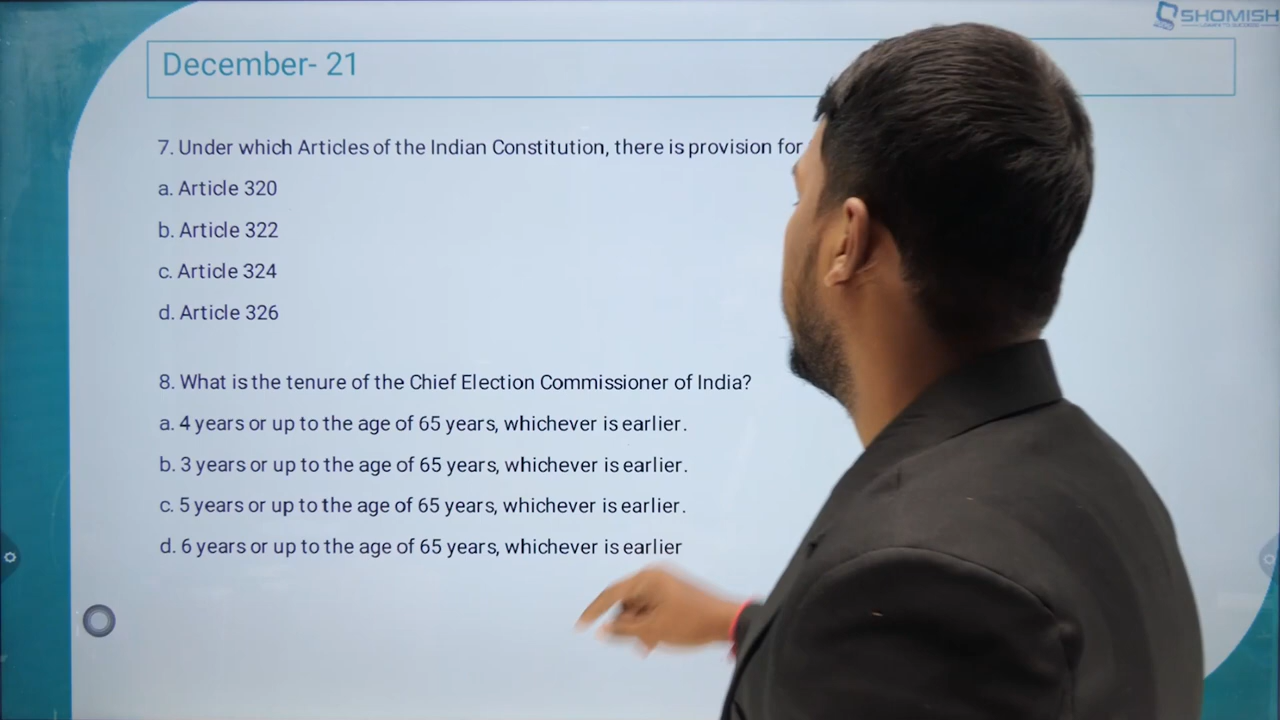 SHOMISH
December- 21
7. Under which Articles of the Indian Constitution, there is provision for
a. Article 320
b. Article 322
c. Article 324
d. Article 326
8. What is the tenure of the Chief Election Commissioner of India?
a. 4 years or up to the age of 65 years, whichever is earlier.
b. 3 years or up to the age of 65 years, whichever is earlier.
c. 5 years or up to the age of 65 years, whichever is earlier.
d. 6 years or up to the age of 65 years, whichever is earlier